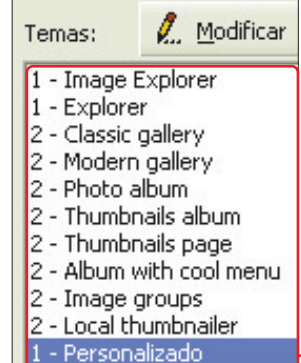 Temas: Modificar
1 - Image Explorer
1 - Explorer
2 - Classic gallery
2 - Modern gallery
2 - Photo album
2 - Thumbnails album
2 - Thumbnails page
2 - Album with cool menu
2 - Image groups
2 - Local thumbnailer
1 - Personalizado